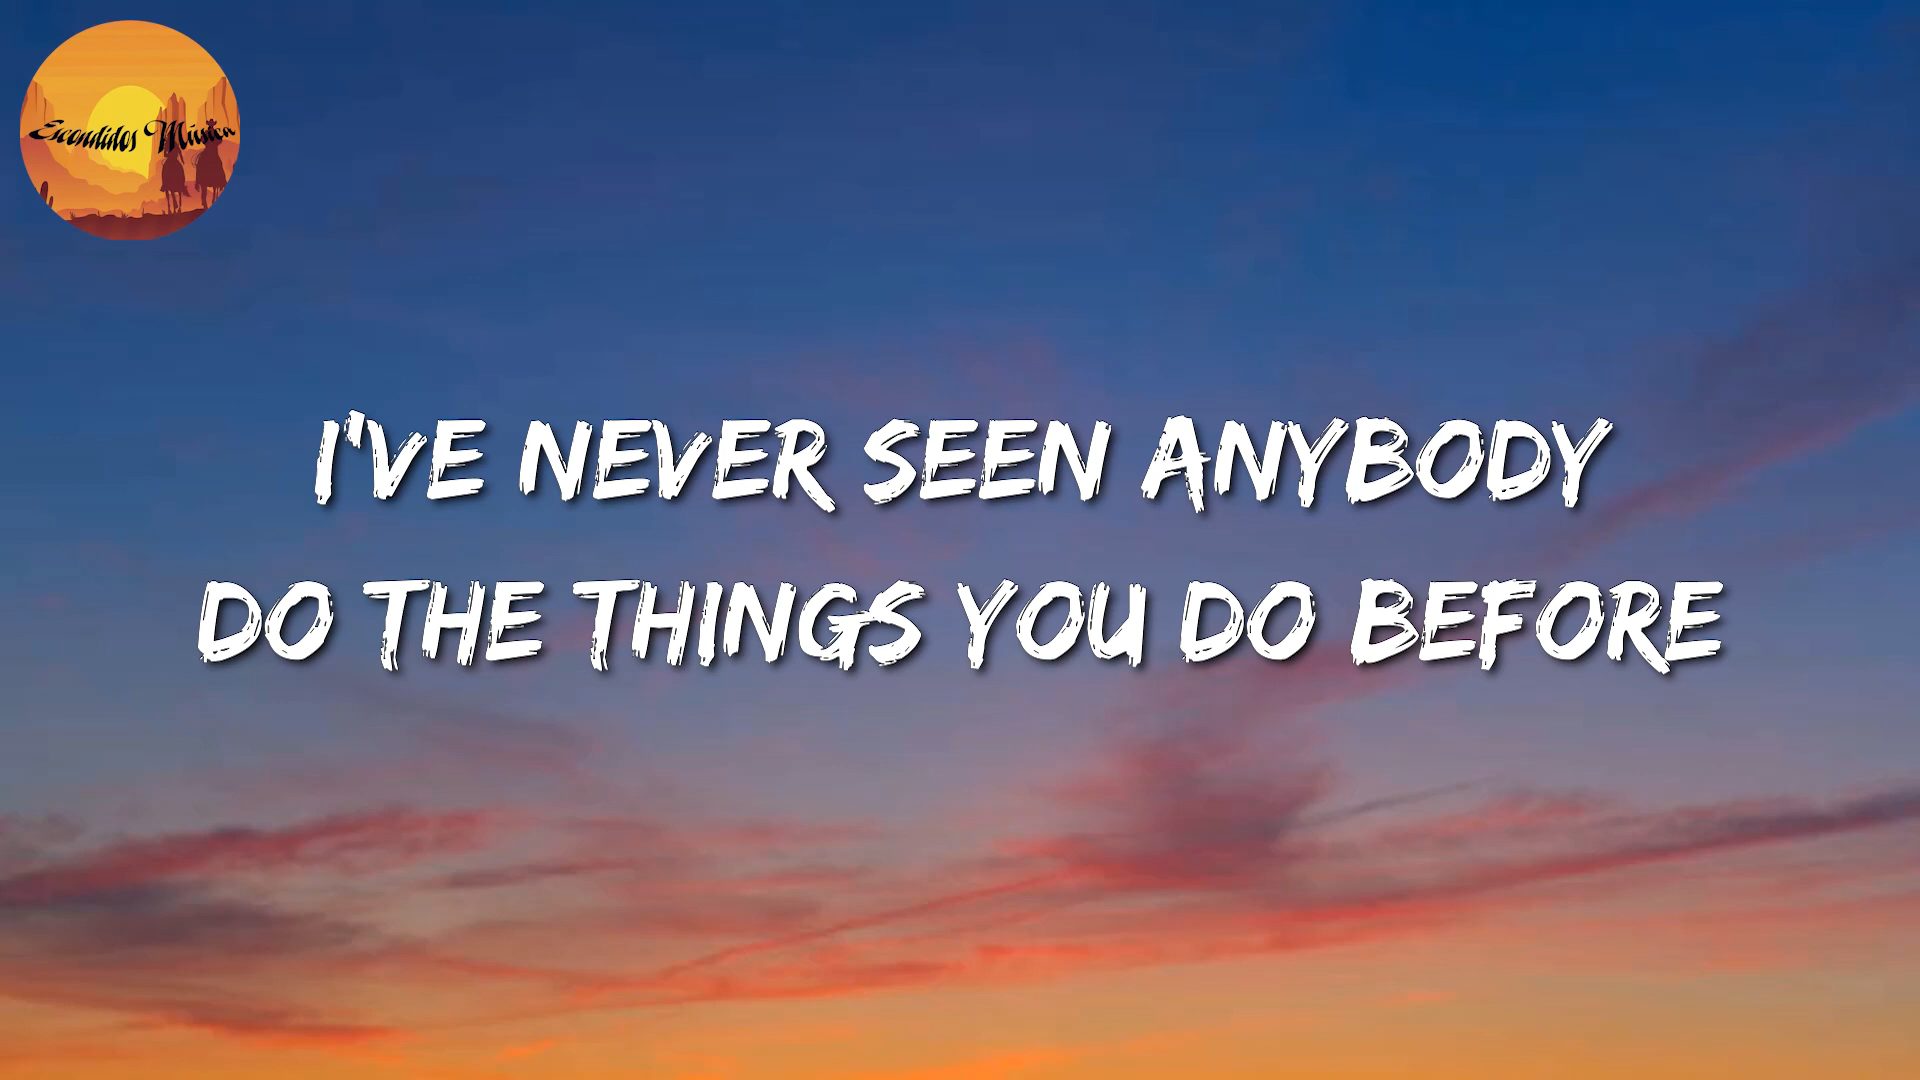 Escondidos Música
I'VE NEVER SEEN ANYBODY
DO THE THINGS YOU DO BEFORE